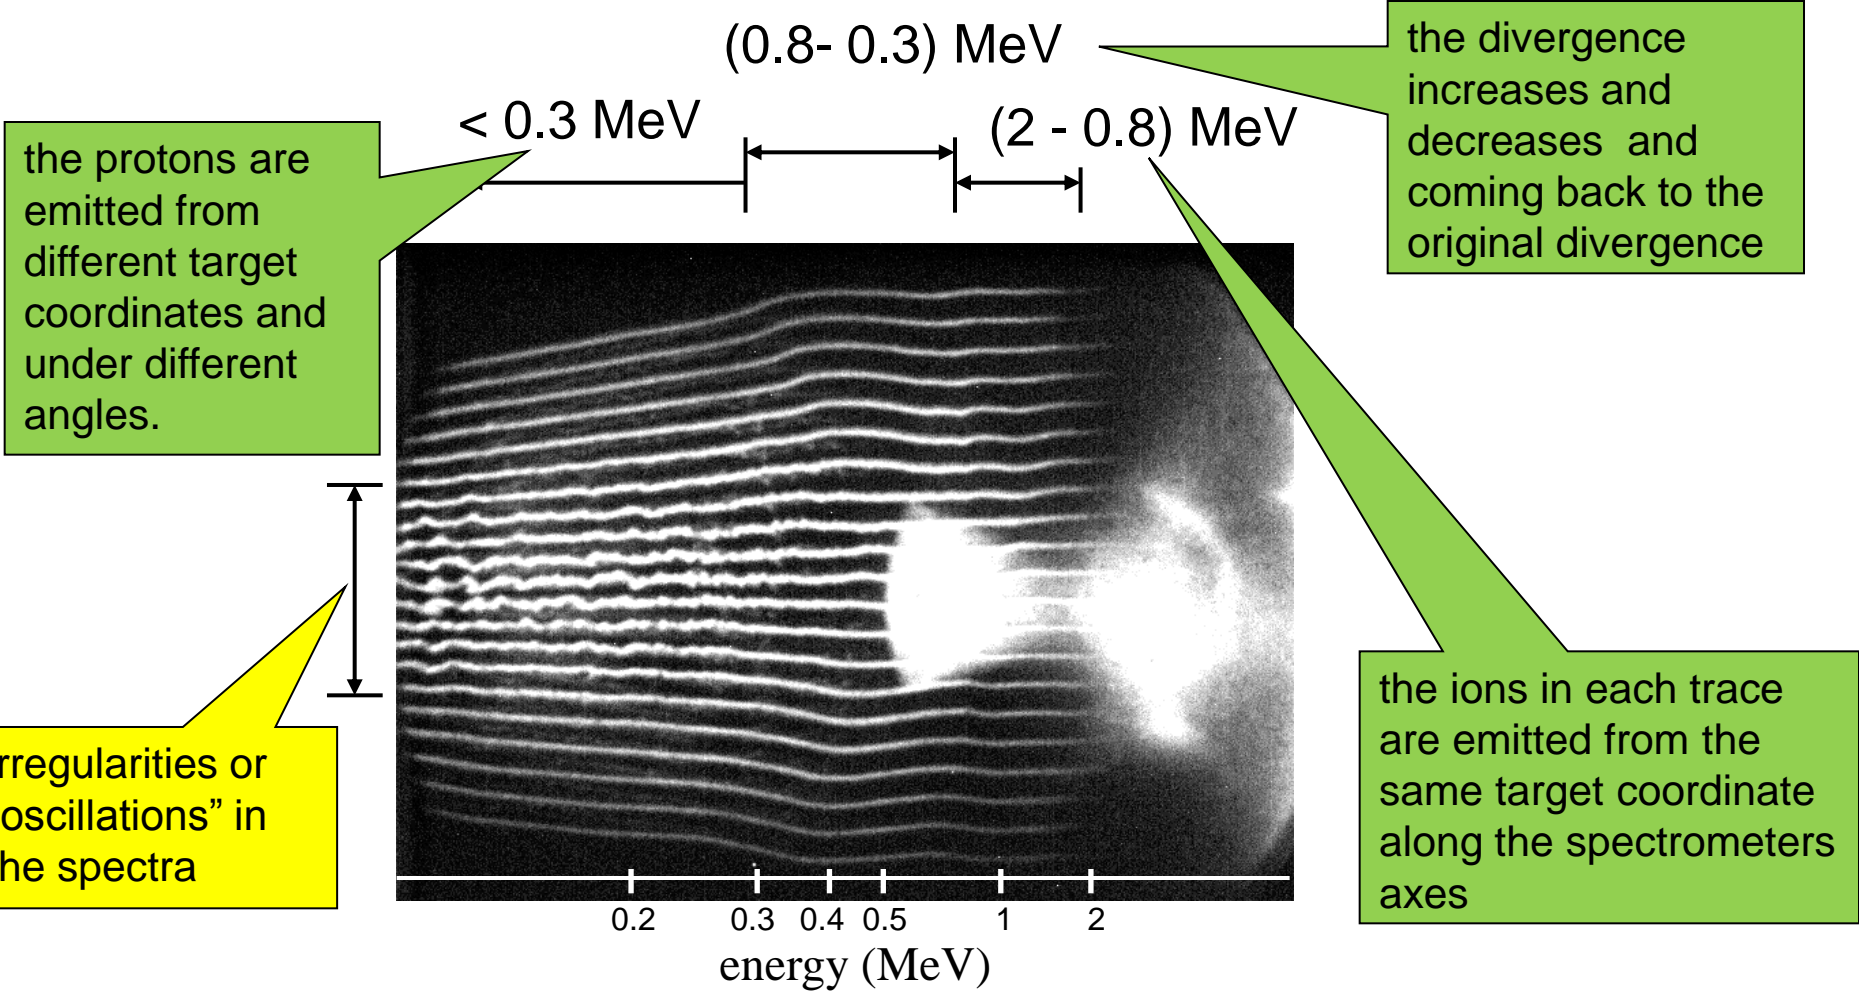 (0.8- 0.3) MeV
< 0.3 MeV
(2 - 0.8) MeV
the divergence
increases and
decreases and
coming back to the
original divergence
the protons are
emitted from
different target
coordinates and
under different
angles.
rregularities or
oscillations” in
he spectra
the ions in each trace
are emitted from the
same target coordinate
along the spectrometers
axes
0.2 0.3 0.4 0.5 1 2
energy (MeV)